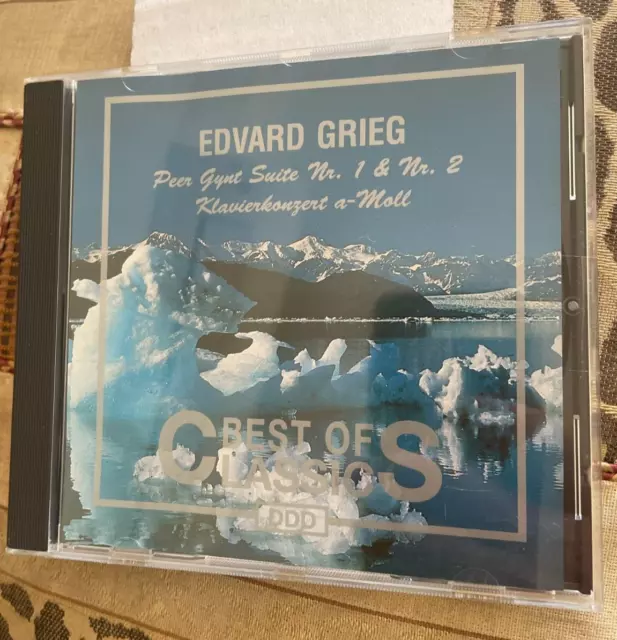 EDVARD GRIEG
Peer Gynt Suite Nr. 1 & Nr. 2
Klavierkonzert a-Moll
BEST OF
CLASSICS
DDD